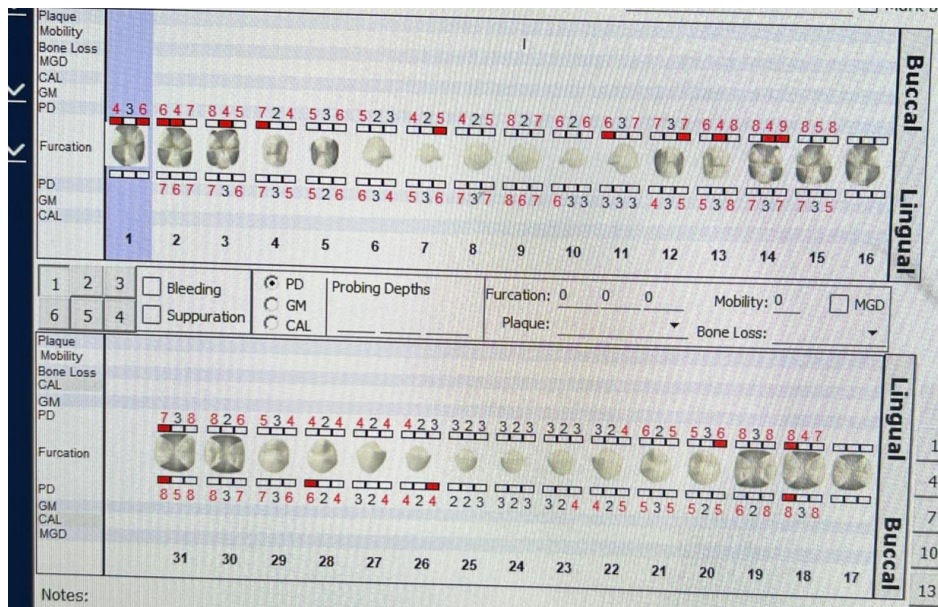 Plaque
Mobility
Bone Loss
MGD
CAL
GM
PD 4 3 6 6 4 7 8 4 5 7 2 4 5 3 6 5 2 3 4 2 5 4 2 5 8 2 7 6 2 6 6 3 7 7 3 7 6 4 8 8 4 9 8 5 8
Buccal
Furcation
PD 7 6 7 7 3 6 7 3 5 5 2 6 6 3 4 5 3 6 7 3 7 8 6 7 6 3 3 3 3 3 4 3 5 5 3 8 7 3 7 7 3 5
GM
CAL
Lingual
1 2 3 4 5 6 7 8 9 10 11 12 13 14 15 16
1 2 3
6 5 4
Bleeding
Suppuration
PD
GM
CAL
Probing Depths
Furcation: 0 0 0
Mobility: 0
MGD
Plaque:
Bone Loss:
Plaque
Mobility
Bone Loss
CAL
GM
PD 7 3 8 8 2 6 5 3 4 4 2 4 4 2 4 4 2 3 3 2 3 3 2 3 3 2 3 3 2 4 6 2 5 5 3 6 8 3 8 8 4 7
Lingual
Furcation
PD 8 5 8 8 3 7 7 3 6 6 2 4 3 2 4 4 2 4 2 2 3 3 2 3 3 2 4 4 2 5 5 3 5 5 2 5 6 2 8 8 3 8
GM
CAL
MGD
Buccal
31 30 29 28 27 26 25 24 23 22 21 20 19 18 17
1
4
7
10
13
Notes: